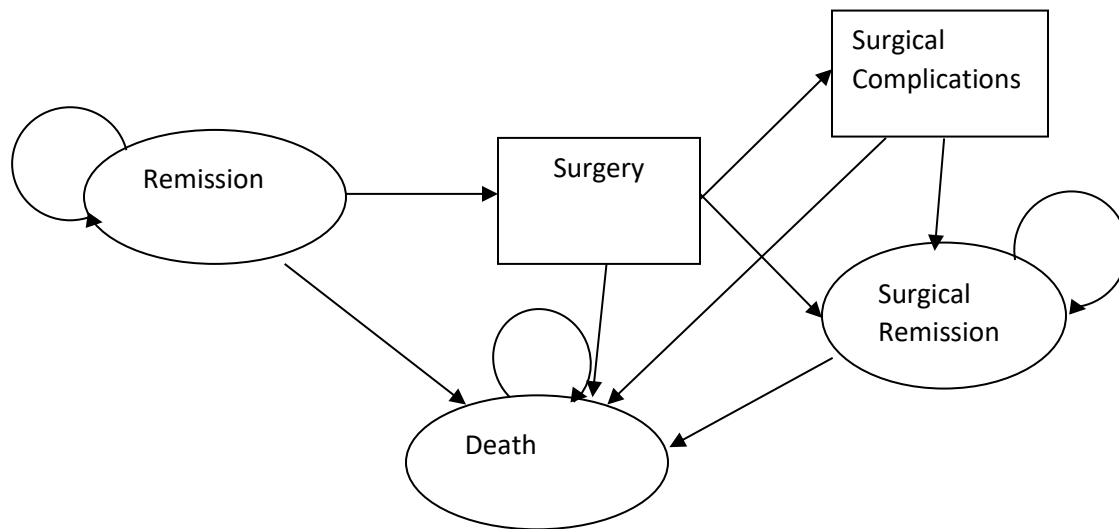 Surgical
Complications
Remission
Surgery
Surgical
Remission
Death